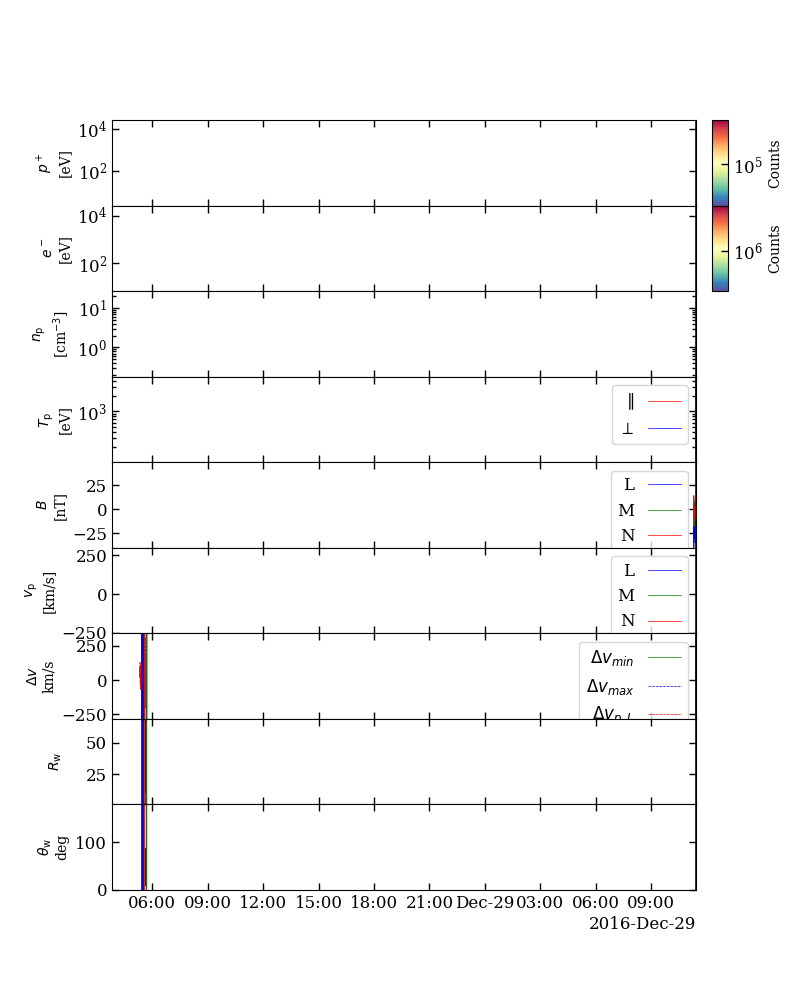 10⁴
10²
p⁺
[eV]
10⁵
Counts
10⁴
10²
e⁻
[eV]
10⁶
Counts
10¹
10⁰
nₚ
[cm⁻³]
10³
Tₚ
[eV]
∥
⊥
25
0
−25
B
[nT]
L
M
N
250
0
−250
vₚ
[km/s]
L
M
N
250
0
−250
Δv
km/s
Δv_min
Δv_max
50
25
R_w
100
0
θ_w
deg
06:00 09:00 12:00 15:00 18:00 21:00 Dec-29 03:00 06:00 09:00
2016-Dec-29